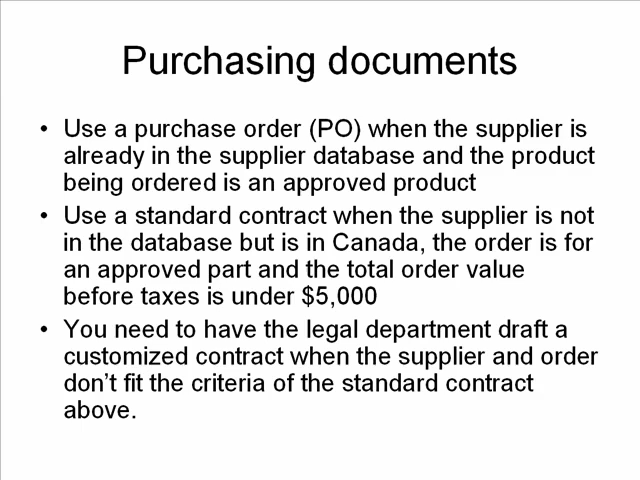 Purchasing documents
• Use a purchase order (PO) when the supplier is
already in the supplier database and the product
being ordered is an approved product
• Use a standard contract when the supplier is not
in the database but is in Canada, the order is for
an approved part and the total order value
before taxes is under $5,000
• You need to have the legal department draft a
customized contract when the supplier and order
don’t fit the criteria of the standard contract
above.